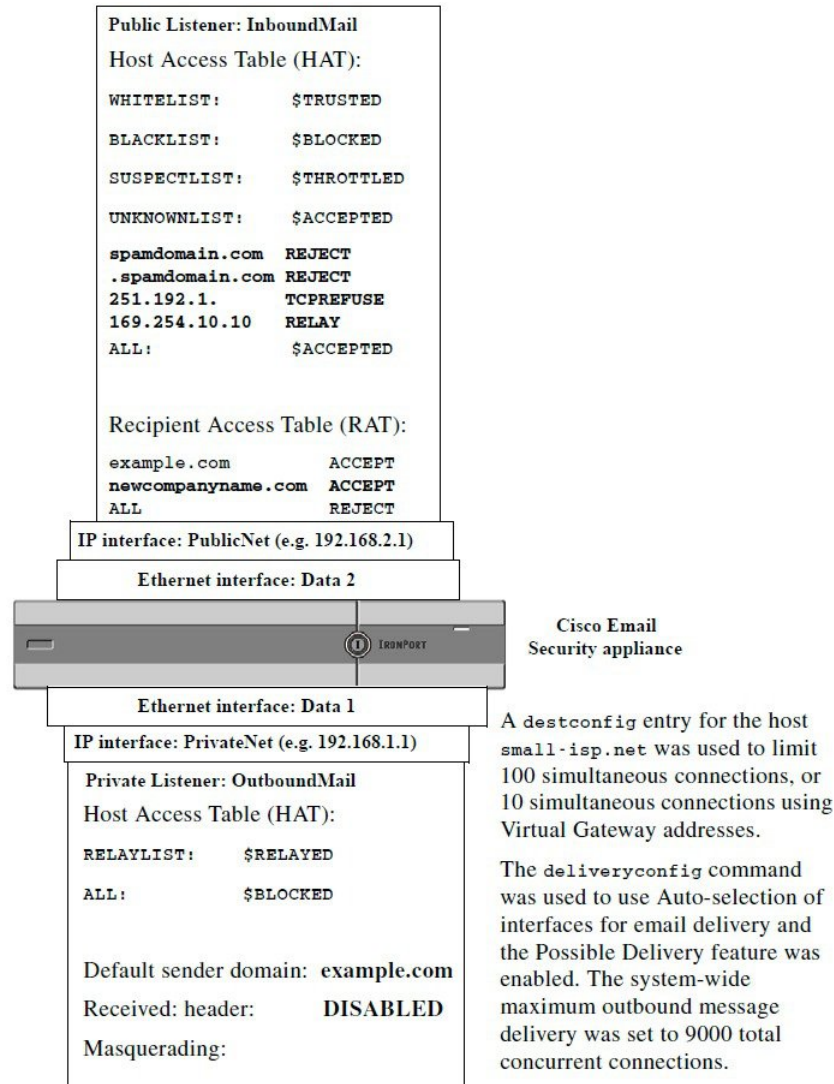 Public Listener: InboundMail
Host Access Table (HAT):
WHITELIST: $TRUSTED
BLACKLIST: $BLOCKED
SUSPECTLIST: $THROTTLED
UNKNOWNLIST: $ACCEPTED
spamdomain.com REJECT
.spamdomain.com REJECT
251.192.1. TCPREFUSE
169.254.10.10 RELAY
ALL: $ACCEPTED
Recipient Access Table (RAT):
example.com ACCEPT
newcompanyname.com ACCEPT
ALL REJECT
IP interface: PublicNet (e.g. 192.168.2.1)
Ethernet interface: Data 2
IRONPORT
Cisco Email
Security appliance
Ethernet interface: Data 1
IP interface: PrivateNet (e.g. 192.168.1.1)
Private Listener: OutboundMail
Host Access Table (HAT):
RELAYLIST: $RELAYED
ALL: $BLOCKED
Default sender domain: example.com
Received: header: DISABLED
Masquerading:
A destconfig entry for the host
small-isp.net was used to limit
100 simultaneous connections, or
10 simultaneous connections using
Virtual Gateway addresses.
The deliveryconfig command
was used to use Auto-selection of
interfaces for email delivery and
the Possible Delivery feature was
enabled. The system-wide
maximum outbound message
delivery was set to 9000 total
concurrent connections.